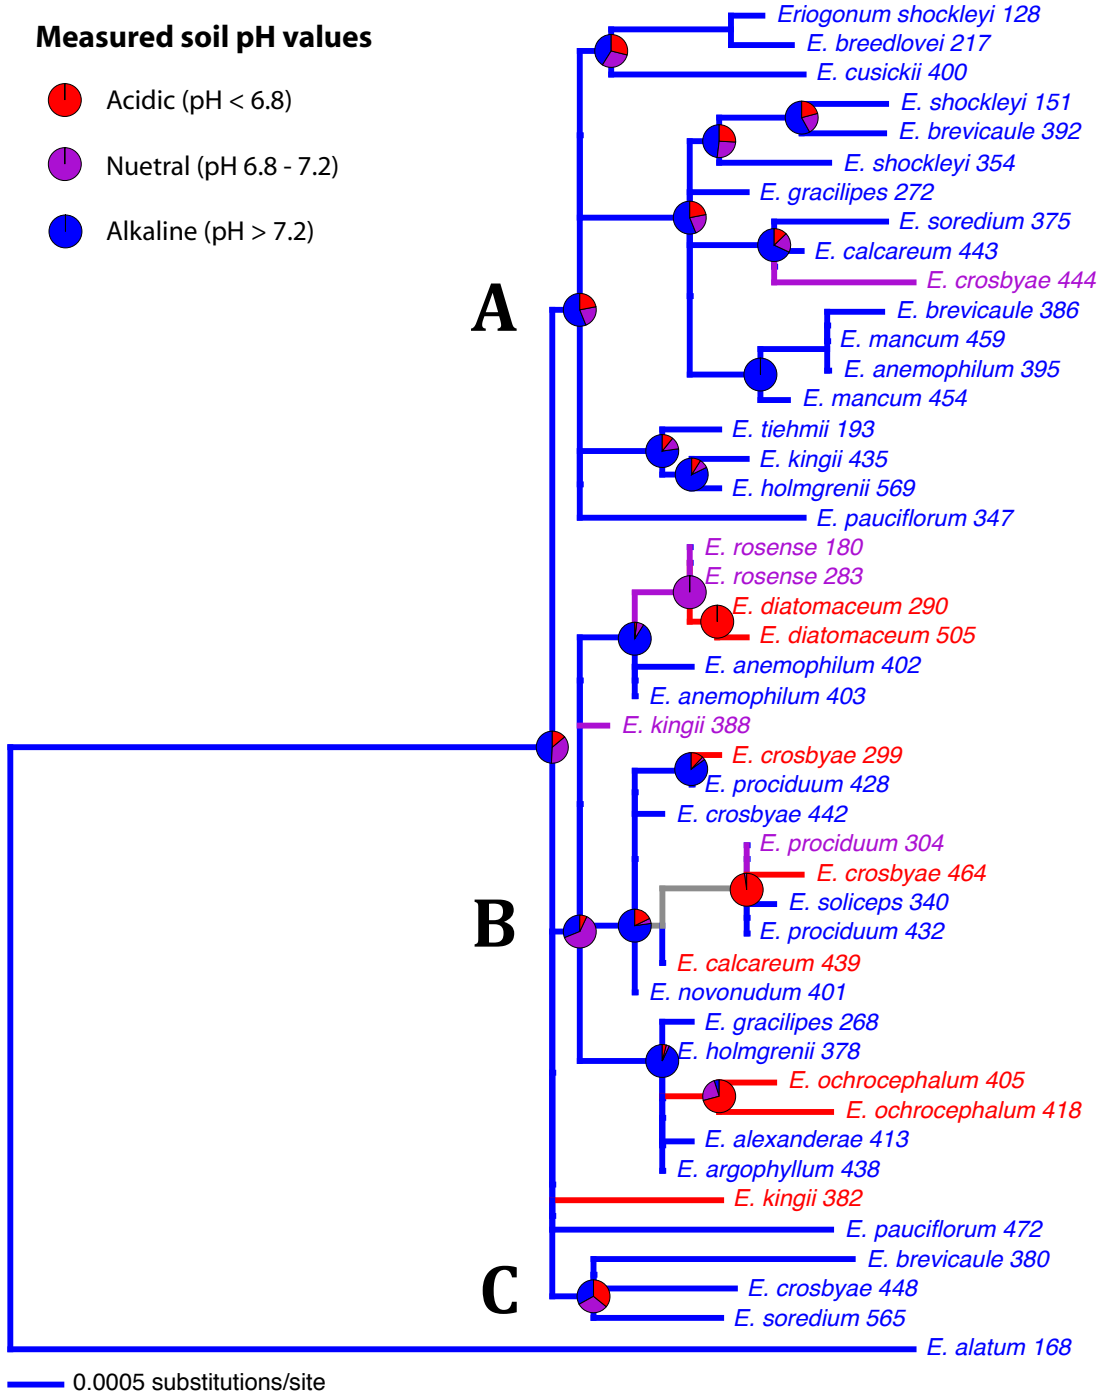 Measured soil pH values
Acidic (pH < 6.8)
Nuetral (pH 6.8 - 7.2)
Alkaline (pH > 7.2)
Eriogonum shockleyi 128
E. breedlovei 217
E. cusickii 400
E. shockleyi 151
E. brevicaule 392
E. shockleyi 354
E. gracilipes 272
E. soredium 375
E. calcareum 443
E. crosbyae 444
A
E. brevicaule 386
E. mancum 459
E. anemophilum 395
E. mancum 454
E. tiehmii 193
E. kingii 435
E. holmgrenii 569
E. pauciflorum 347
E. rosense 180
E. rosense 283
E. diatomaceum 290
E. diatomaceum 505
E. anemophilum 402
E. anemophilum 403
E. kingii 388
E. crosbyae 299
E. prociduum 428
E. crosbyae 442
E. prociduum 304
E. crosbyae 464
E. soliceps 340
B
E. prociduum 432
E. calcareum 439
E. novonudum 401
E. gracilipes 268
E. holmgrenii 378
E. ochrocephalum 405
E. ochrocephalum 418
E. alexanderae 413
E. argophyllum 438
E. kingii 382
E. pauciflorum 472
E. brevicaule 380
C
E. crosbyae 448
E. soredium 565
E. alatum 168
0.0005 substitutions/site